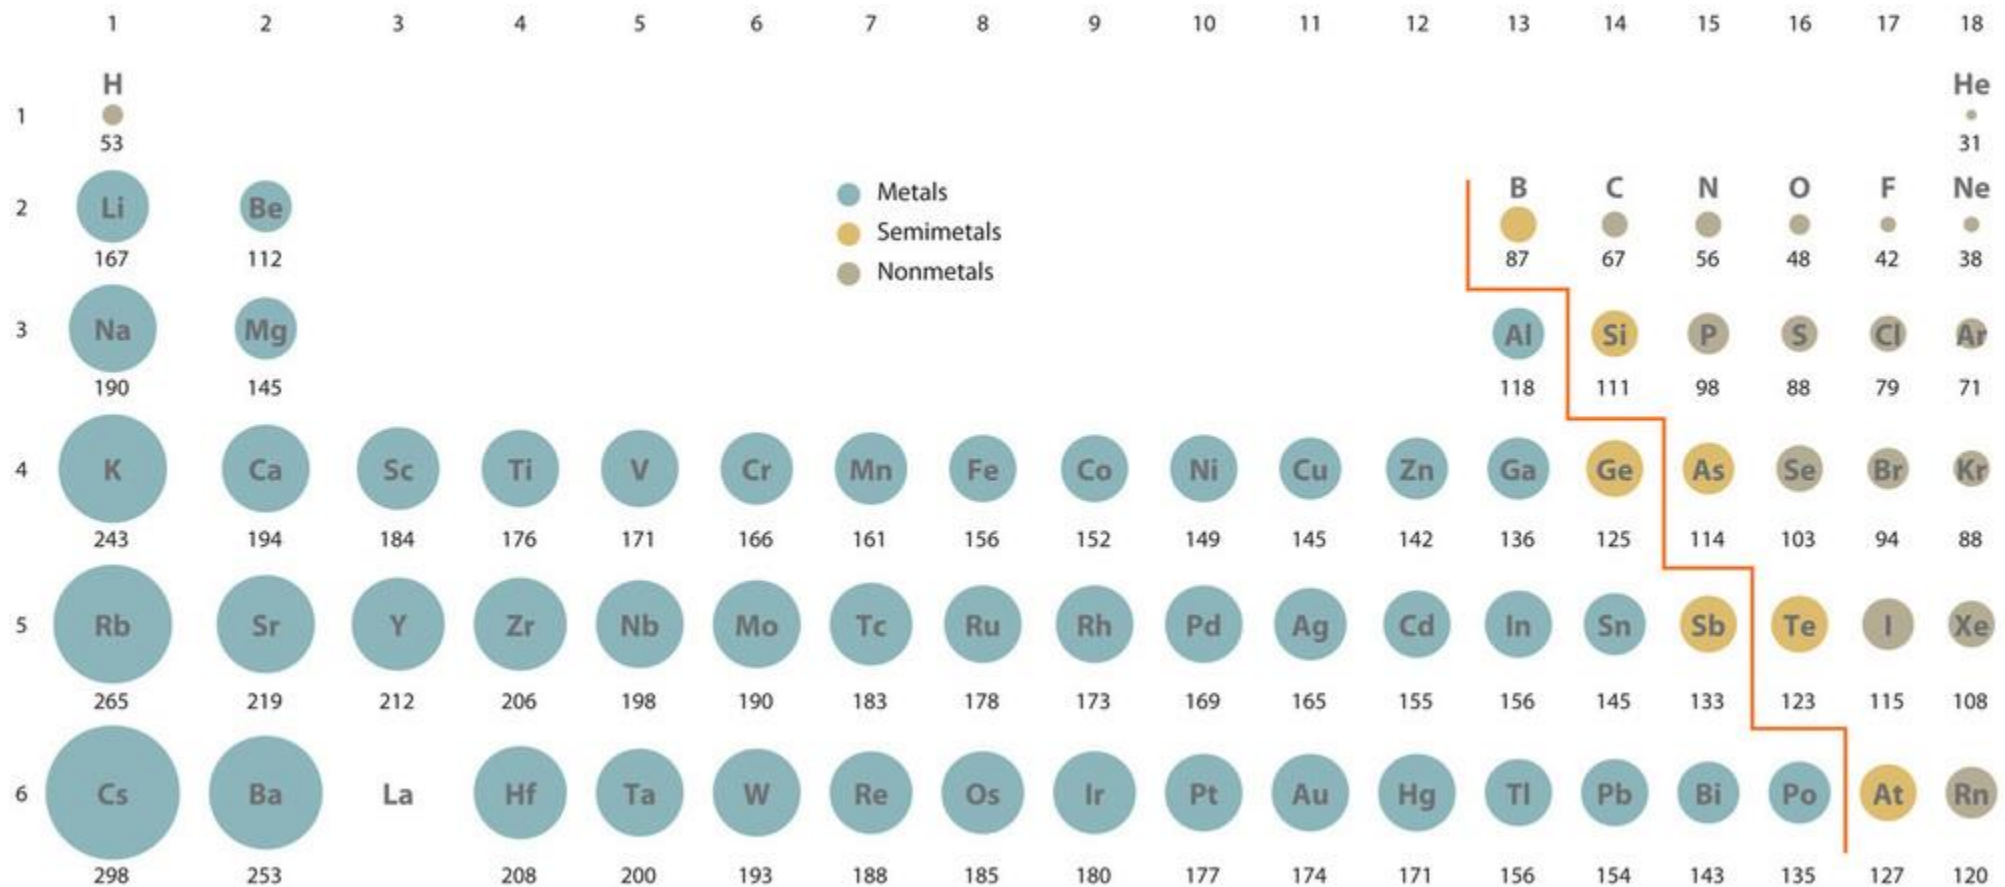 1 2 3 4 5 6 7 8 9 10 11 12 13 14 15 16 17 18
H He
1
53 31
Metals
Semimetals
Nonmetals
B C N O F Ne
2 Li Be
167 112 87 67 56 48 42 38
3 Na Mg Al Si P S Cl Ar
190 145 118 111 98 88 79 71
4 K Ca Sc Ti V Cr Mn Fe Co Ni Cu Zn Ga Ge As Se Br Kr
243 194 184 176 171 166 161 156 152 149 145 142 136 125 114 103 94 88
5 Rb Sr Y Zr Nb Mo Tc Ru Rh Pd Ag Cd In Sn Sb Te I Xe
265 219 212 206 198 190 183 178 173 169 165 155 156 145 133 123 115 108
6 Cs Ba La Hf Ta W Re Os Ir Pt Au Hg Tl Pb Bi Po At Rn
298 253 208 200 193 188 185 180 177 174 171 156 154 143 135 127 120